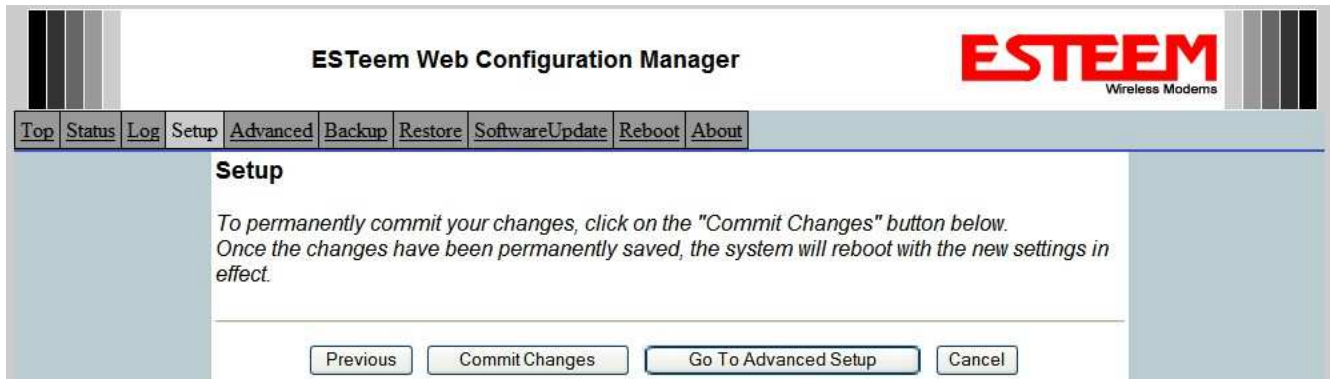 ESTeem Web Configuration Manager
ESTEEM
Wireless Modems
Top Status Log Setup Advanced Backup Restore SoftwareUpdate Reboot About
Setup
To permanently commit your changes, click on the "Commit Changes" button below.
Once the changes have been permanently saved, the system will reboot with the new settings in
effect.
Previous Commit Changes Go To Advanced Setup Cancel